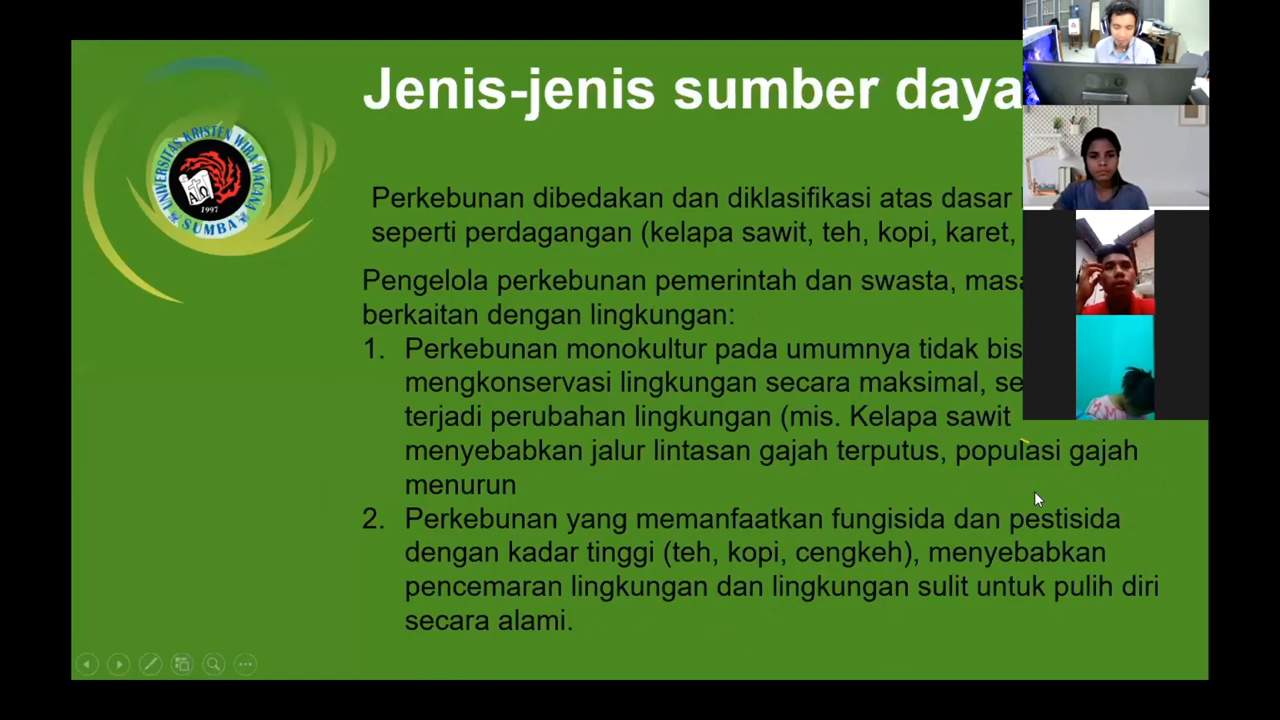 Jenis-jenis sumber daya
UNIVERSITAS KRISTEN WIRA WACANA
ΑΩ
1997
SUMBA
Perkebunan dibedakan dan diklasifikasi atas dasar
seperti perdagangan (kelapa sawit, teh, kopi, karet,
Pengelola perkebunan pemerintah dan swasta,
berkaitan dengan lingkungan:
1. Perkebunan monokultur pada umumnya tidak
mengkonservasi lingkungan secara maksimal,
terjadi perubahan lingkungan (mis. Kelapa sawit
menyebabkan jalur lintasan gajah terputus, populasi gajah
menurun
2. Perkebunan yang memanfaatkan fungisida dan pestisida
dengan kadar tinggi (teh, kopi, cengkeh), menyebabkan
pencemaran lingkungan dan lingkungan sulit untuk pulih diri
secara alami.